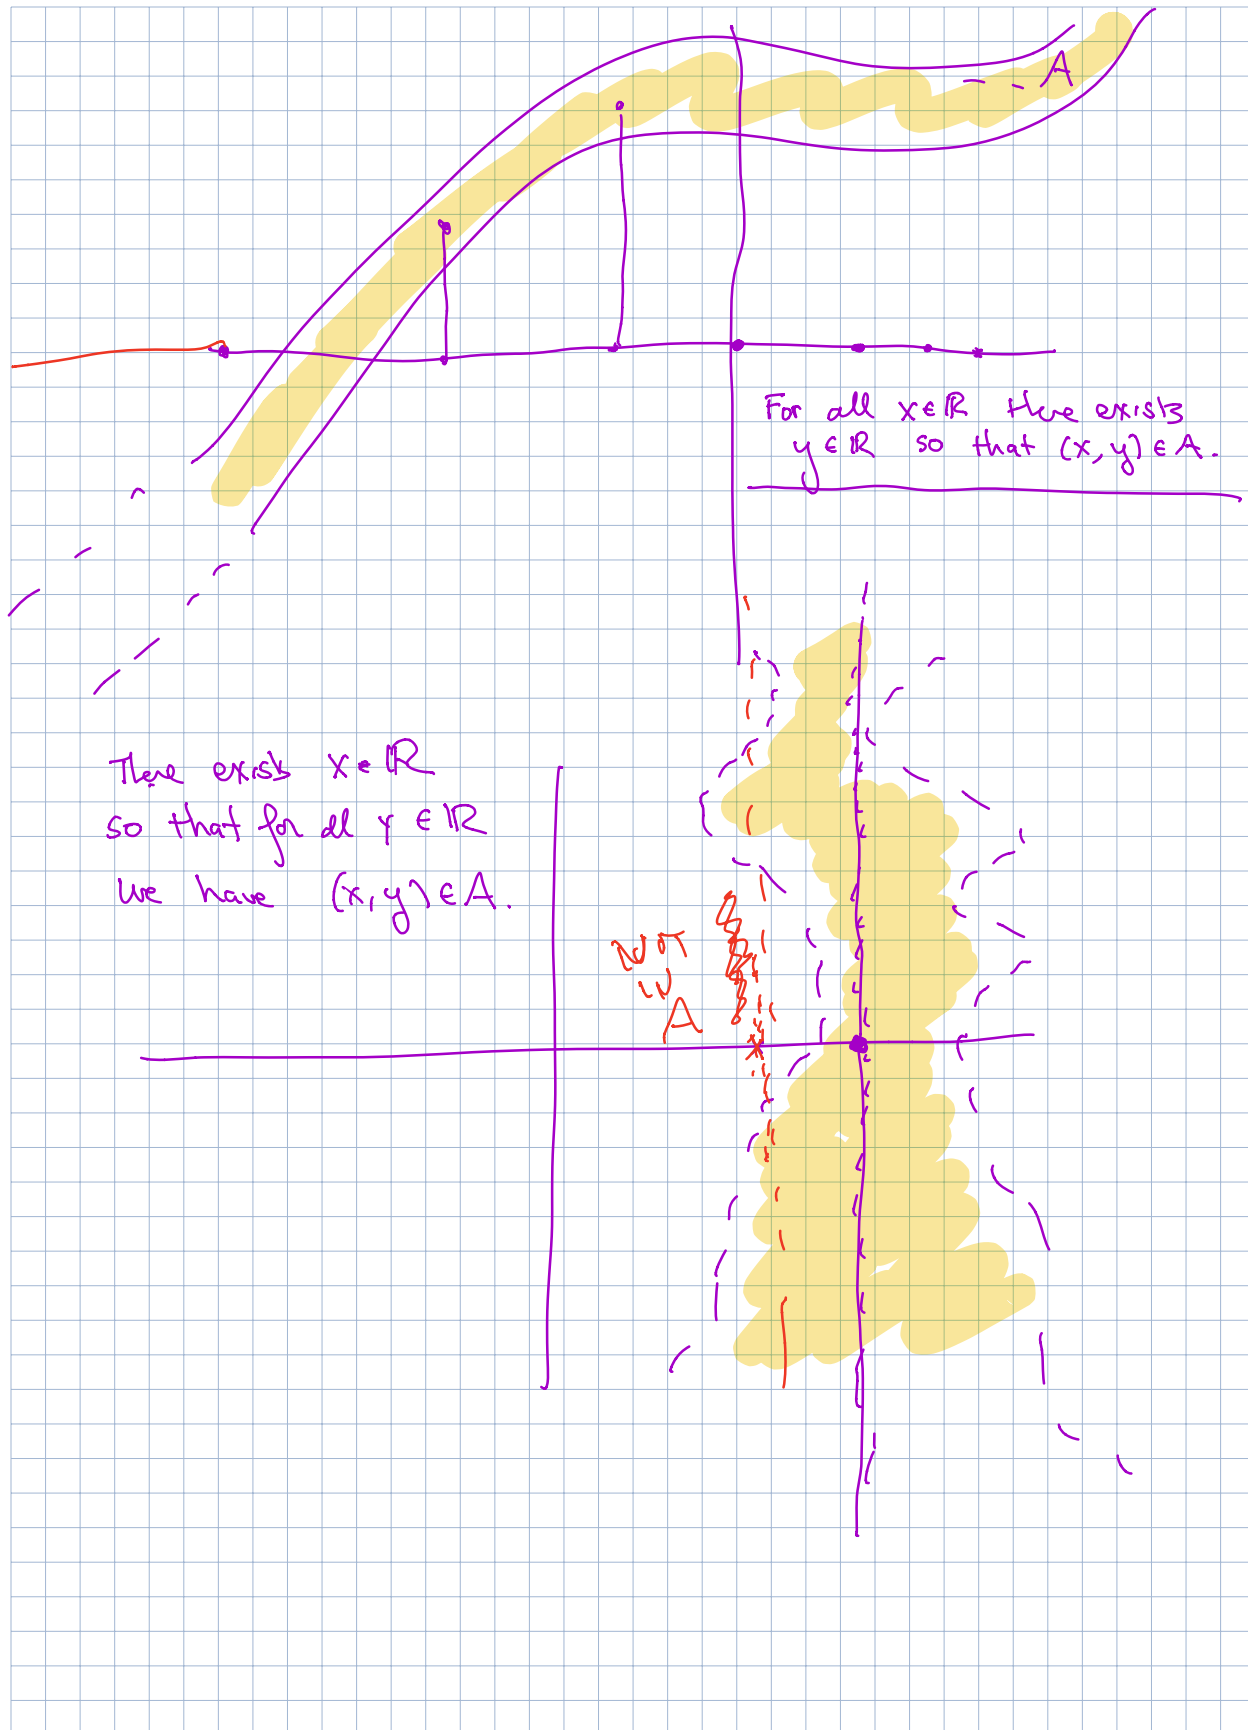 A
For all x ∈ ℝ there exists
y ∈ ℝ so that (x, y) ∈ A.
There exists x ∈ ℝ
so that for all y ∈ ℝ
we have (x, y) ∈ A.
NOT
IN
A